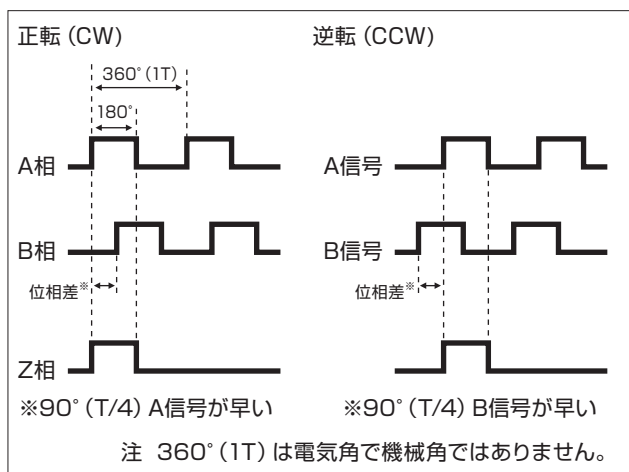 正転 (CW)
逆転 (CCW)
360°(1T)
180°
A相
A信号
B相
B信号
位相差※
位相差※
Z相
※90°(T/4) A信号が早い
※90°(T/4) B信号が早い
注 360°(1T) は電気角で機械角ではありません。